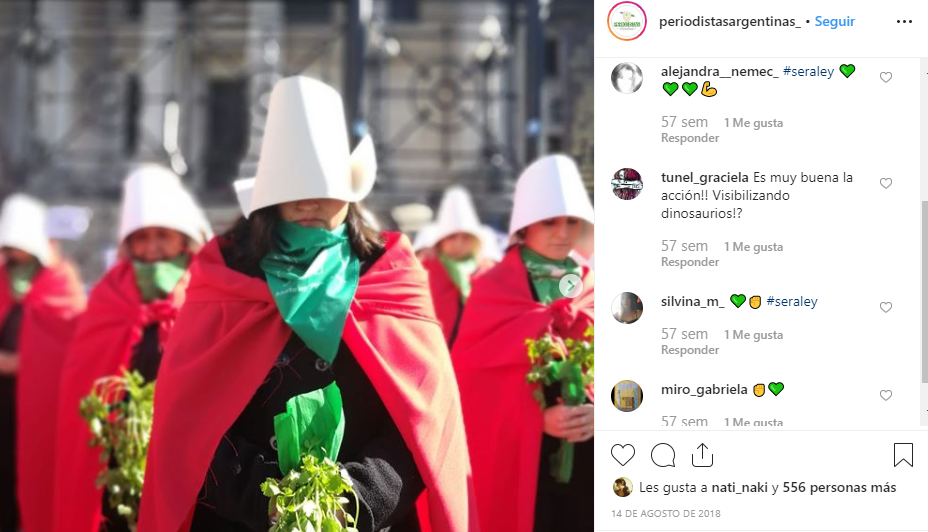 periodistasargentinas_ • Seguir
alejandra__nemec_ #seraley 💚
💚💚💪
57 sem 1 Me gusta
Responder
tunel_graciela Es muy buena la
acción!! Visibilizando
dinosaurios!?
57 sem 1 Me gusta
Responder
silvina_m_ 💚✊ #seraley
57 sem 1 Me gusta
Responder
miro_gabriela ✊💚
57 sem 1 Me gusta
Les gusta a nati_naki y 556 personas más
14 DE AGOSTO DE 2018